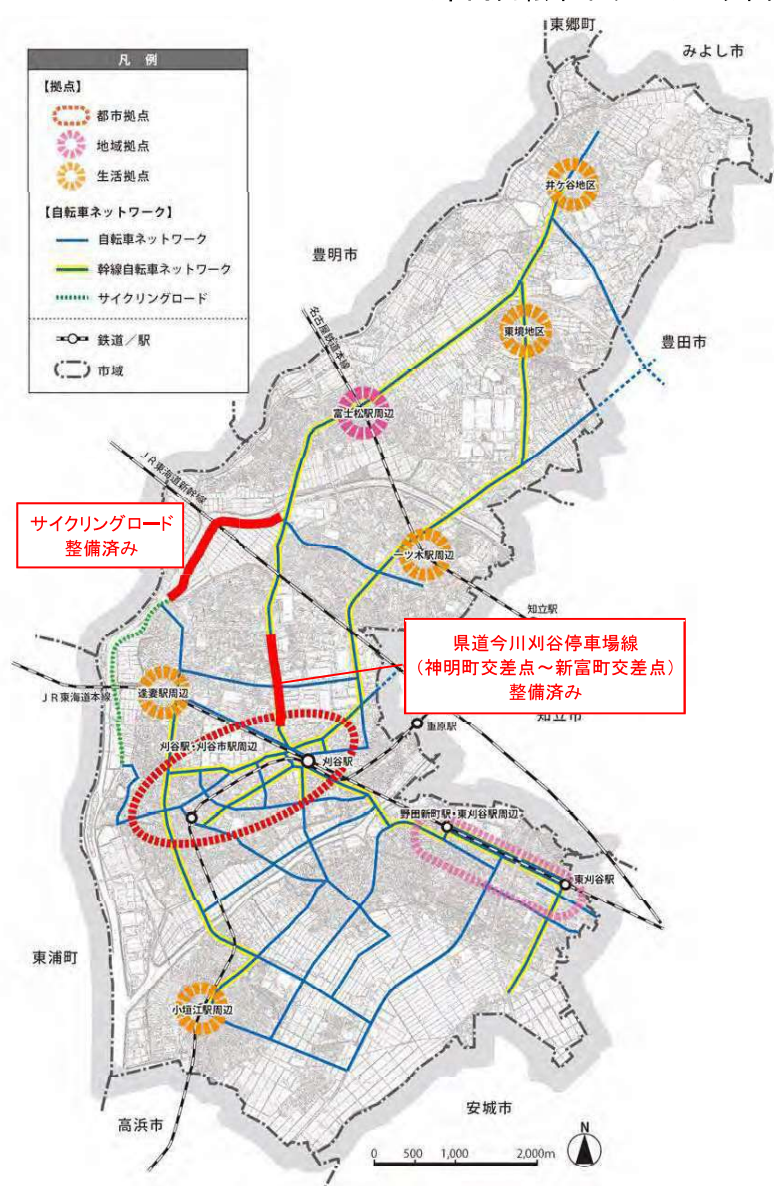 東郷町
みよし市
凡 例
【拠点】
都市拠点
地域拠点
生活拠点
【自転車ネットワーク】
自転車ネットワーク
幹線自転車ネットワーク
サイクリングロード
鉄道／駅
市域
井ケ谷地区
豊明市
名古屋鉄道本線
東境地区
豊田市
富士松駅周辺
JR東海道新幹線
サイクリングロード
整備済み
一ツ木駅周辺
知立駅
県道今川刈谷停車場線
（神明町交差点～新富町交差点）
整備済み
逢妻駅周辺
JR東海道本線
知立市
重原駅
刈谷駅・刈谷市駅周辺
刈谷駅
野田新町駅・東刈谷駅周辺
東刈谷駅
東浦町
小垣江駅周辺
安城市
高浜市
N
0 500 1,000 2,000m